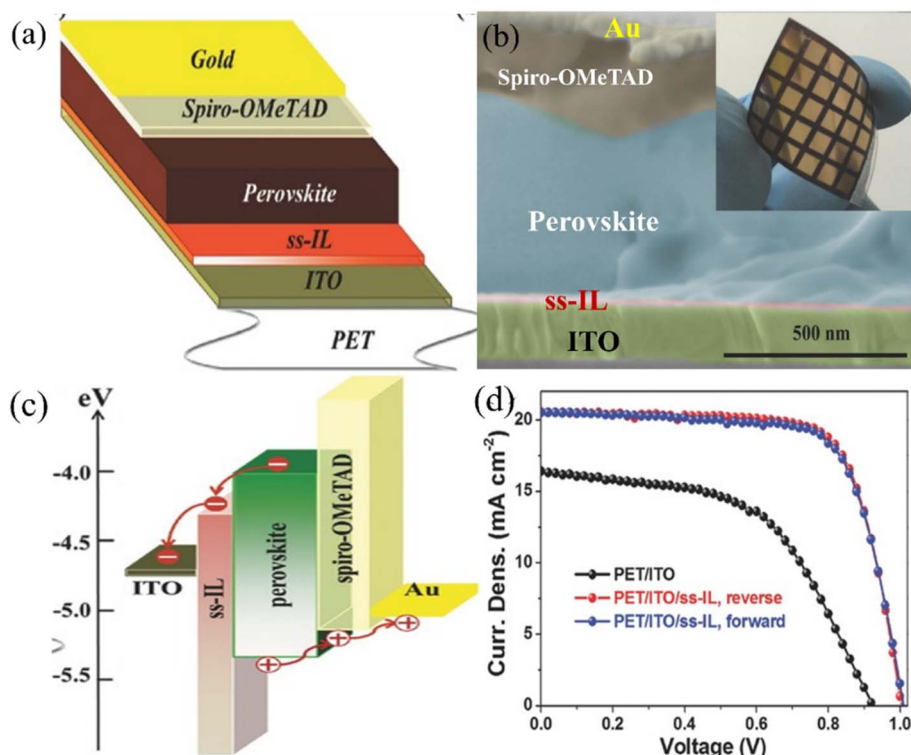 (a)
Gold
Spiro-OMeTAD
Perovskite
ss-IL
ITO
PET
(b)
Au
Spiro-OMeTAD
Perovskite
ss-IL
ITO
500 nm
(c)
eV
-4.0
-4.5
-5.0
-5.5
ITO
ss-IL
perovskite
spiro-OMeTAD
Au
(d)
Curr. Dens. (mA cm⁻²)
20
15
10
5
0
PET/ITO
PET/ITO/ss-IL, reverse
PET/ITO/ss-IL, forward
0.0 0.2 0.4 0.6 0.8 1.0
Voltage (V)